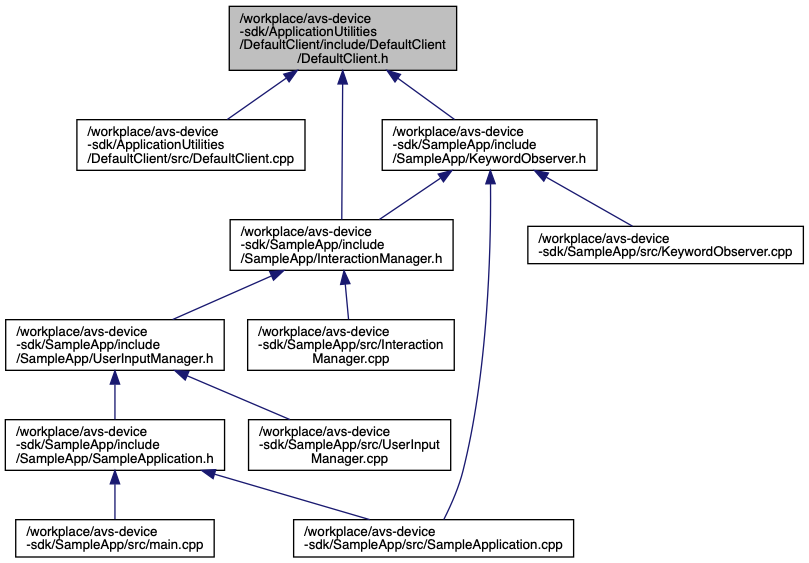 /workplace/avs-device
-sdk/ApplicationUtilities
/DefaultClient/include/DefaultClient
/DefaultClient.h
/workplace/avs-device
-sdk/ApplicationUtilities
/DefaultClient/src/DefaultClient.cpp
/workplace/avs-device
-sdk/SampleApp/include
/SampleApp/KeywordObserver.h
/workplace/avs-device
-sdk/SampleApp/include
/SampleApp/InteractionManager.h
/workplace/avs-device
-sdk/SampleApp/src/KeywordObserver.cpp
/workplace/avs-device
-sdk/SampleApp/include
/SampleApp/UserInputManager.h
/workplace/avs-device
-sdk/SampleApp/src/Interaction
Manager.cpp
/workplace/avs-device
-sdk/SampleApp/include
/SampleApp/SampleApplication.h
/workplace/avs-device
-sdk/SampleApp/src/UserInput
Manager.cpp
/workplace/avs-device
-sdk/SampleApp/src/main.cpp
/workplace/avs-device
-sdk/SampleApp/src/SampleApplication.cpp